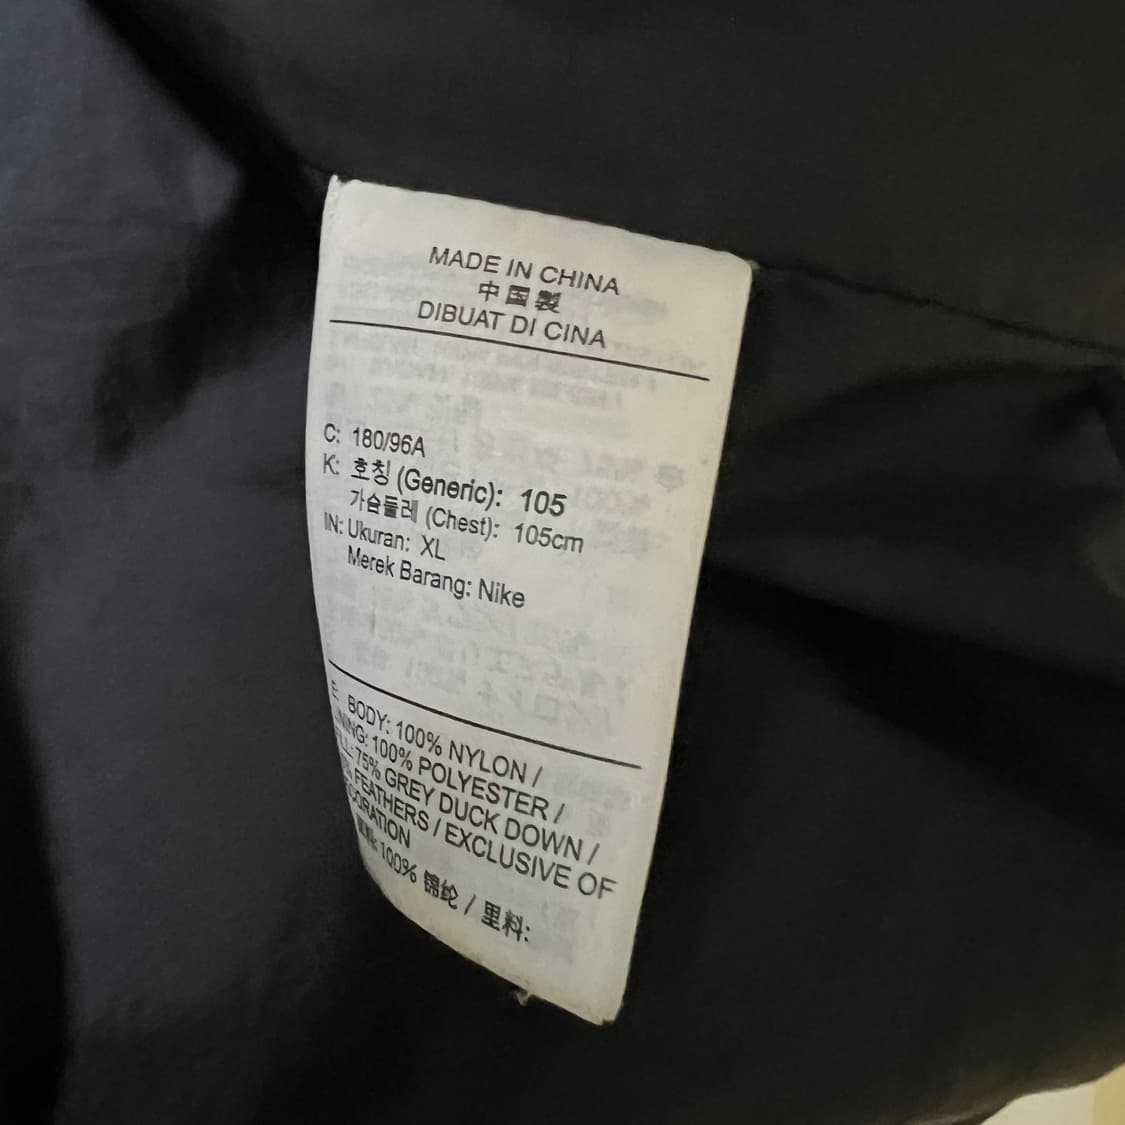 MADE IN CHINA
中国製
DIBUAT DI CINA
C: 180/96A
K: 호칭 (Generic): 105
가슴둘레 (Chest): 105cm
IN: Ukuran: XL
Merek Barang: Nike
E: BODY: 100% NYLON /
LINING: 100% POLYESTER /
75% GREY DUCK DOWN /
FEATHERS / EXCLUSIVE OF
100% 锦纶 / 里料: